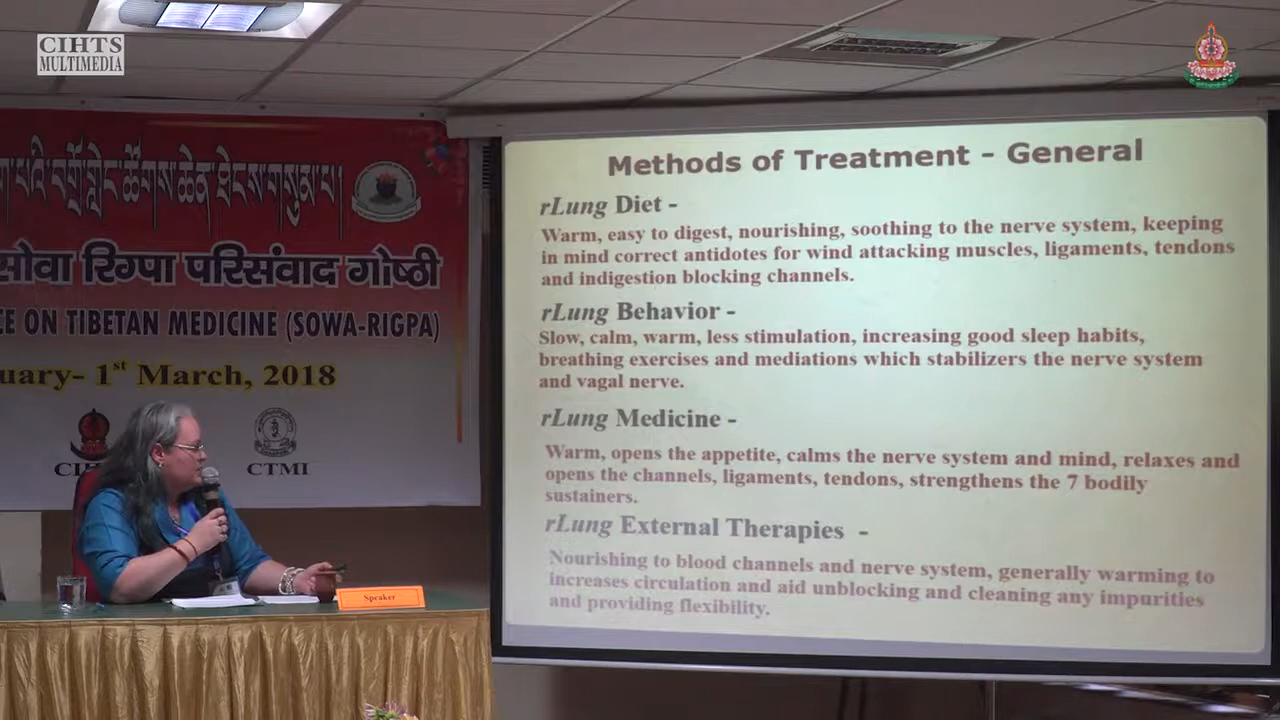 CIHTS
MULTIMEDIA
སོवा रिग्पा परिसंवाद गोष्ठी
ON TIBETAN MEDICINE (SOWA-RIGPA)
1st March, 2018
CTMI
Speaker
Methods of Treatment - General
rLung Diet -
Warm, easy to digest, nourishing, soothing to the nerve system, keeping
in mind correct antidotes for wind attacking muscles, ligaments, tendons
and indigestion blocking channels.
rLung Behavior -
Slow, calm, warm, less stimulation, increasing good sleep habits,
breathing exercises and mediations which stabilizers the nerve system
and vagal nerve.
rLung Medicine -
Warm, opens the appetite, calms the nerve system and mind, relaxes and
opens the channels, ligaments, tendons, strengthens the 7 bodily
sustainers.
rLung External Therapies -
Nourishing to blood channels and nerve system, generally warming to
increases circulation and aid unblocking and cleaning any impurities
and providing flexibility.